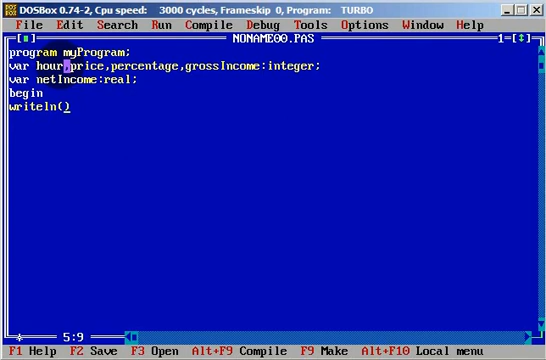 DOSBox 0.74-2, Cpu speed: 3000 cycles, Frameskip 0, Program: TURBO
File Edit Search Run Compile Debug Tools Options Window Help
NONAME00.PAS 1=[↕]
program myProgram;
var hour,price,percentage,grossIncome:integer;
var netIncome:real;
begin
writeln()
5:9
F1 Help F2 Save F3 Open Alt+F9 Compile F9 Make Alt+F10 Local menu